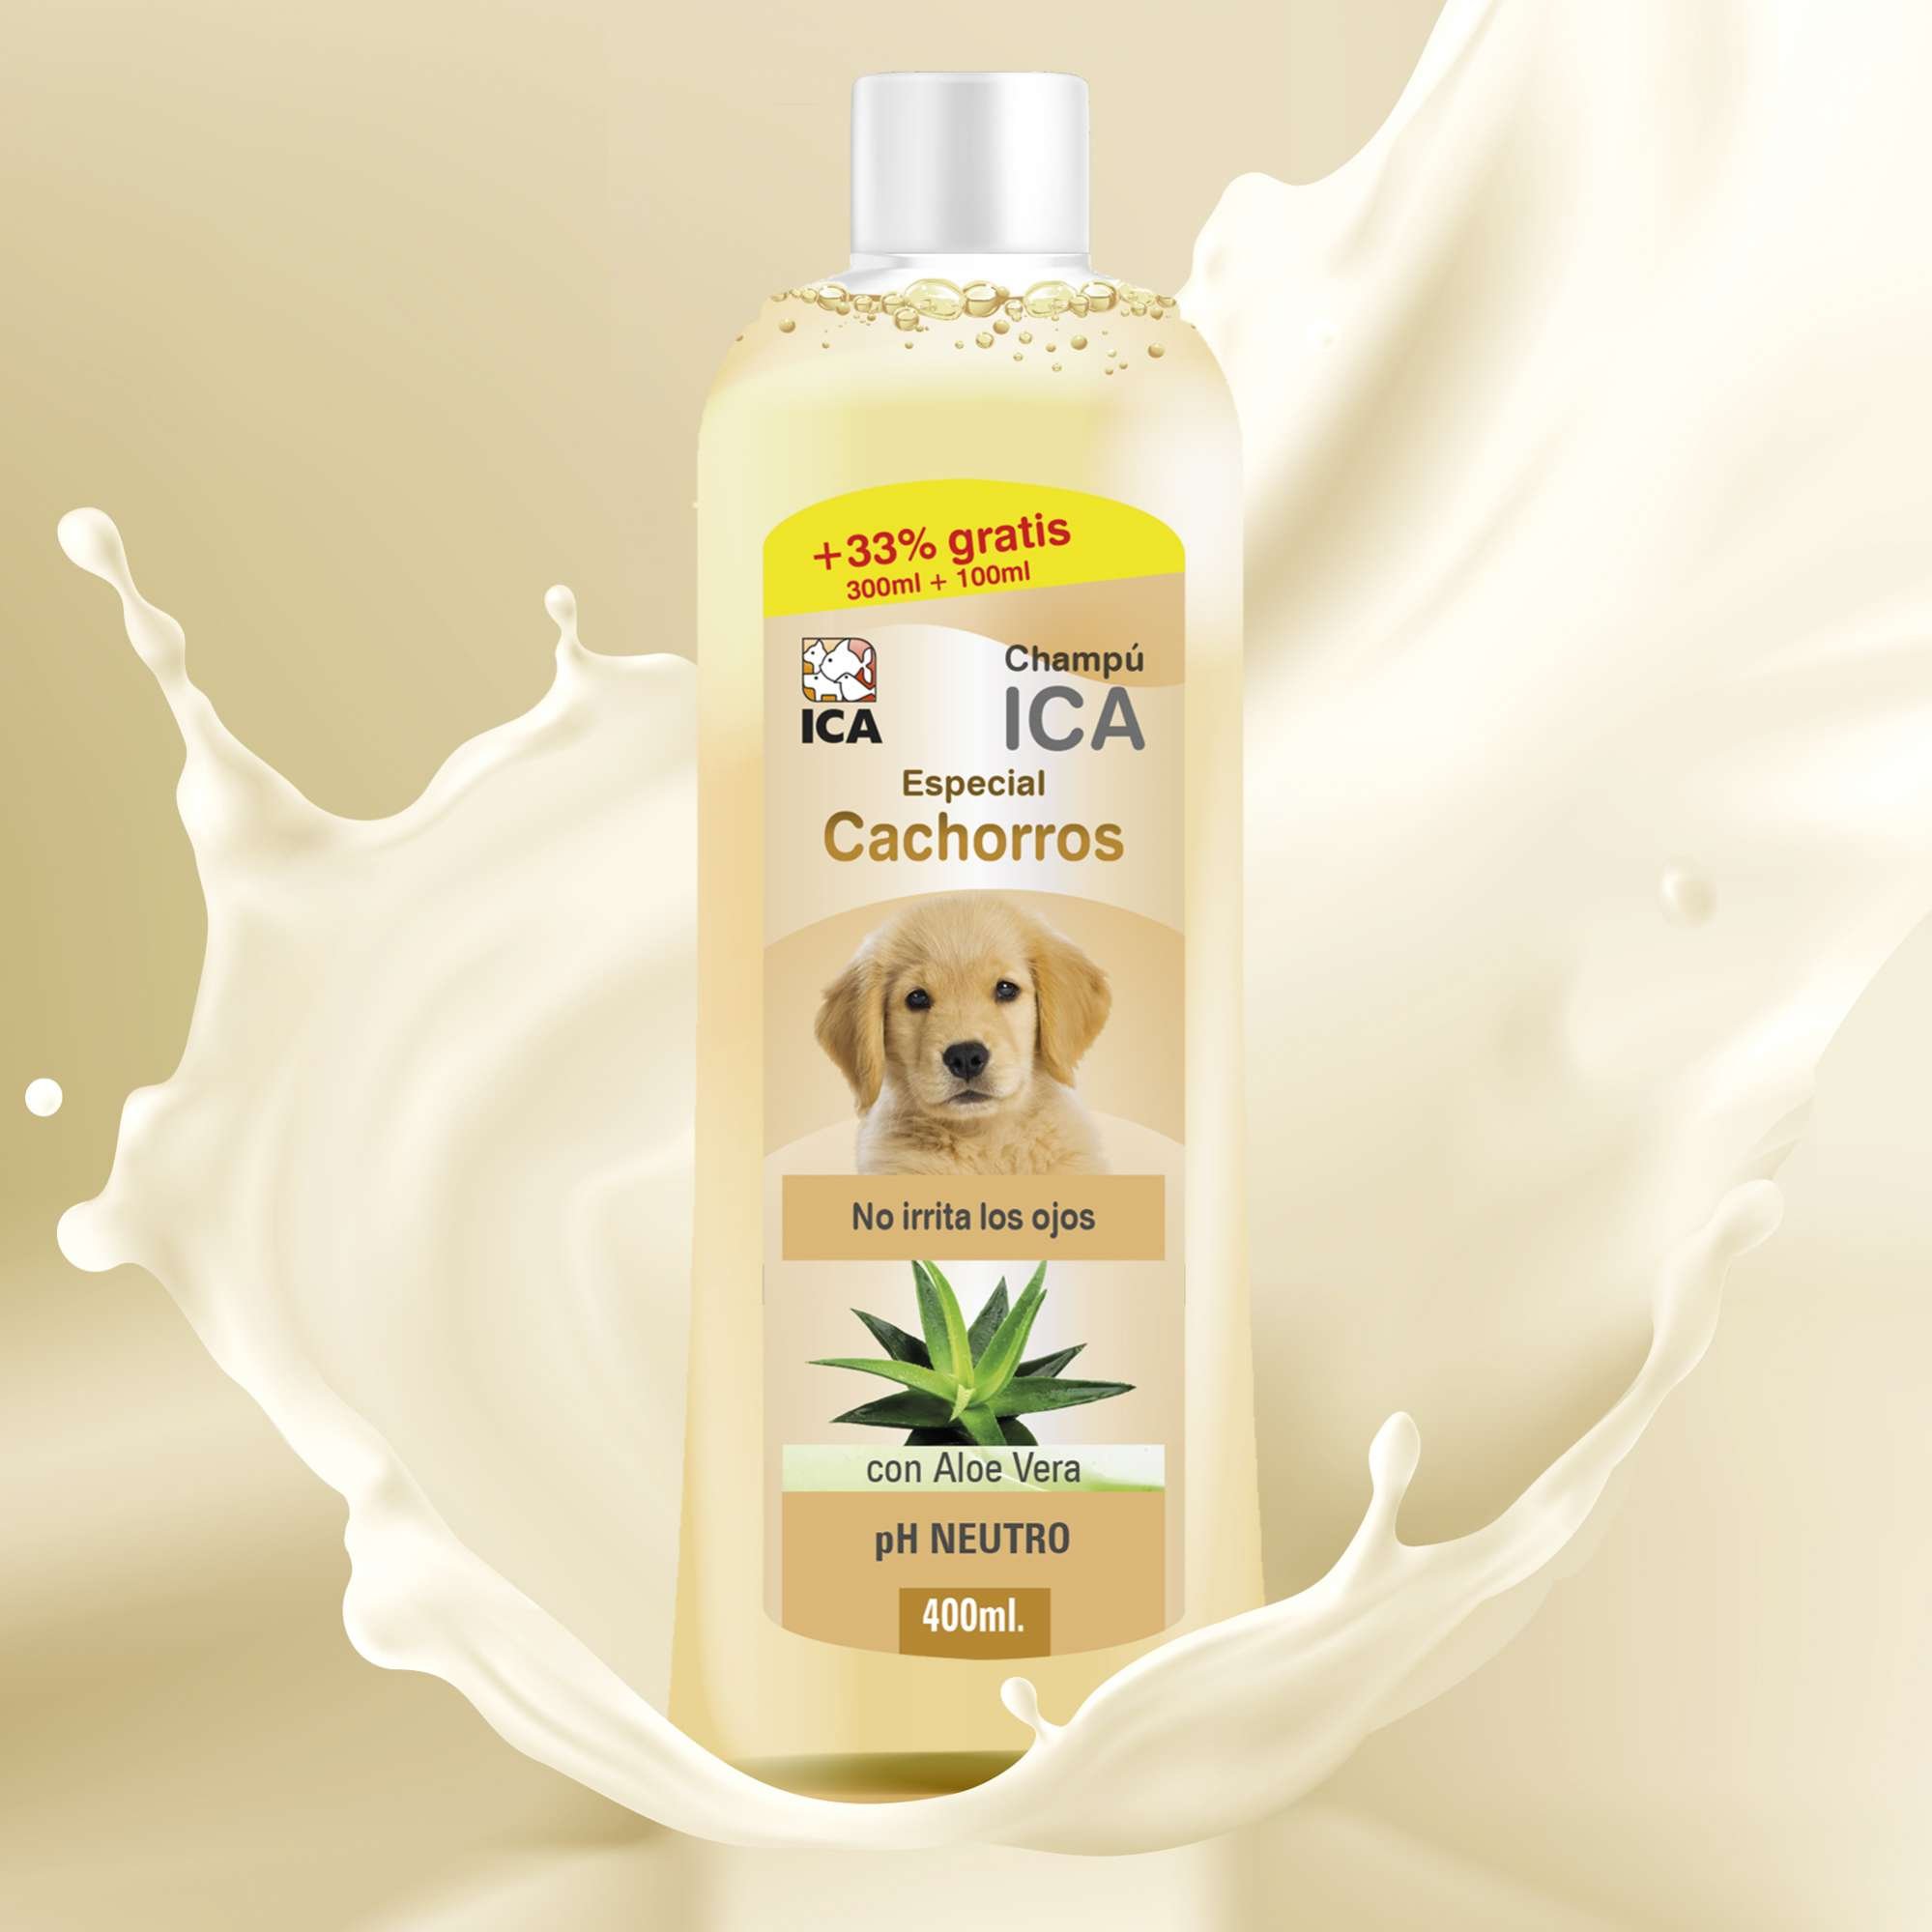 +33% gratis
300ml + 100ml
ICA
Champú
ICA
Especial
Cachorros
No irrita los ojos
con Aloe Vera
pH NEUTRO
400ml.